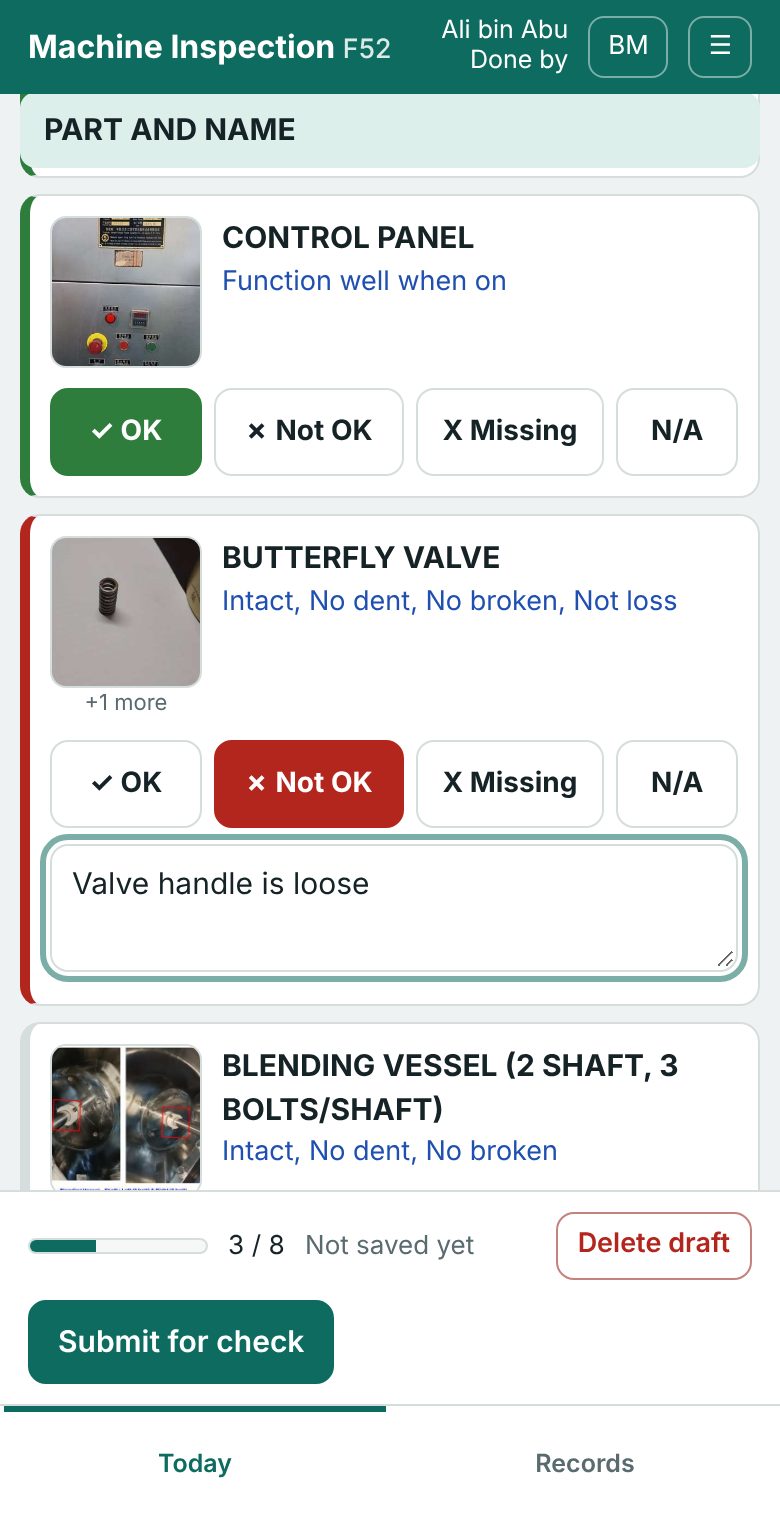 Machine Inspection F52
Ali bin Abu
Done by
BM
☰
PART AND NAME
CONTROL PANEL
Function well when on
✓ OK
× Not OK
X Missing
N/A
BUTTERFLY VALVE
Intact, No dent, No broken, Not loss
+1 more
✓ OK
× Not OK
X Missing
N/A
Valve handle is loose
BLENDING VESSEL (2 SHAFT, 3
BOLTS/SHAFT)
Intact, No dent, No broken
3 / 8
Not saved yet
Delete draft
Submit for check
Today
Records